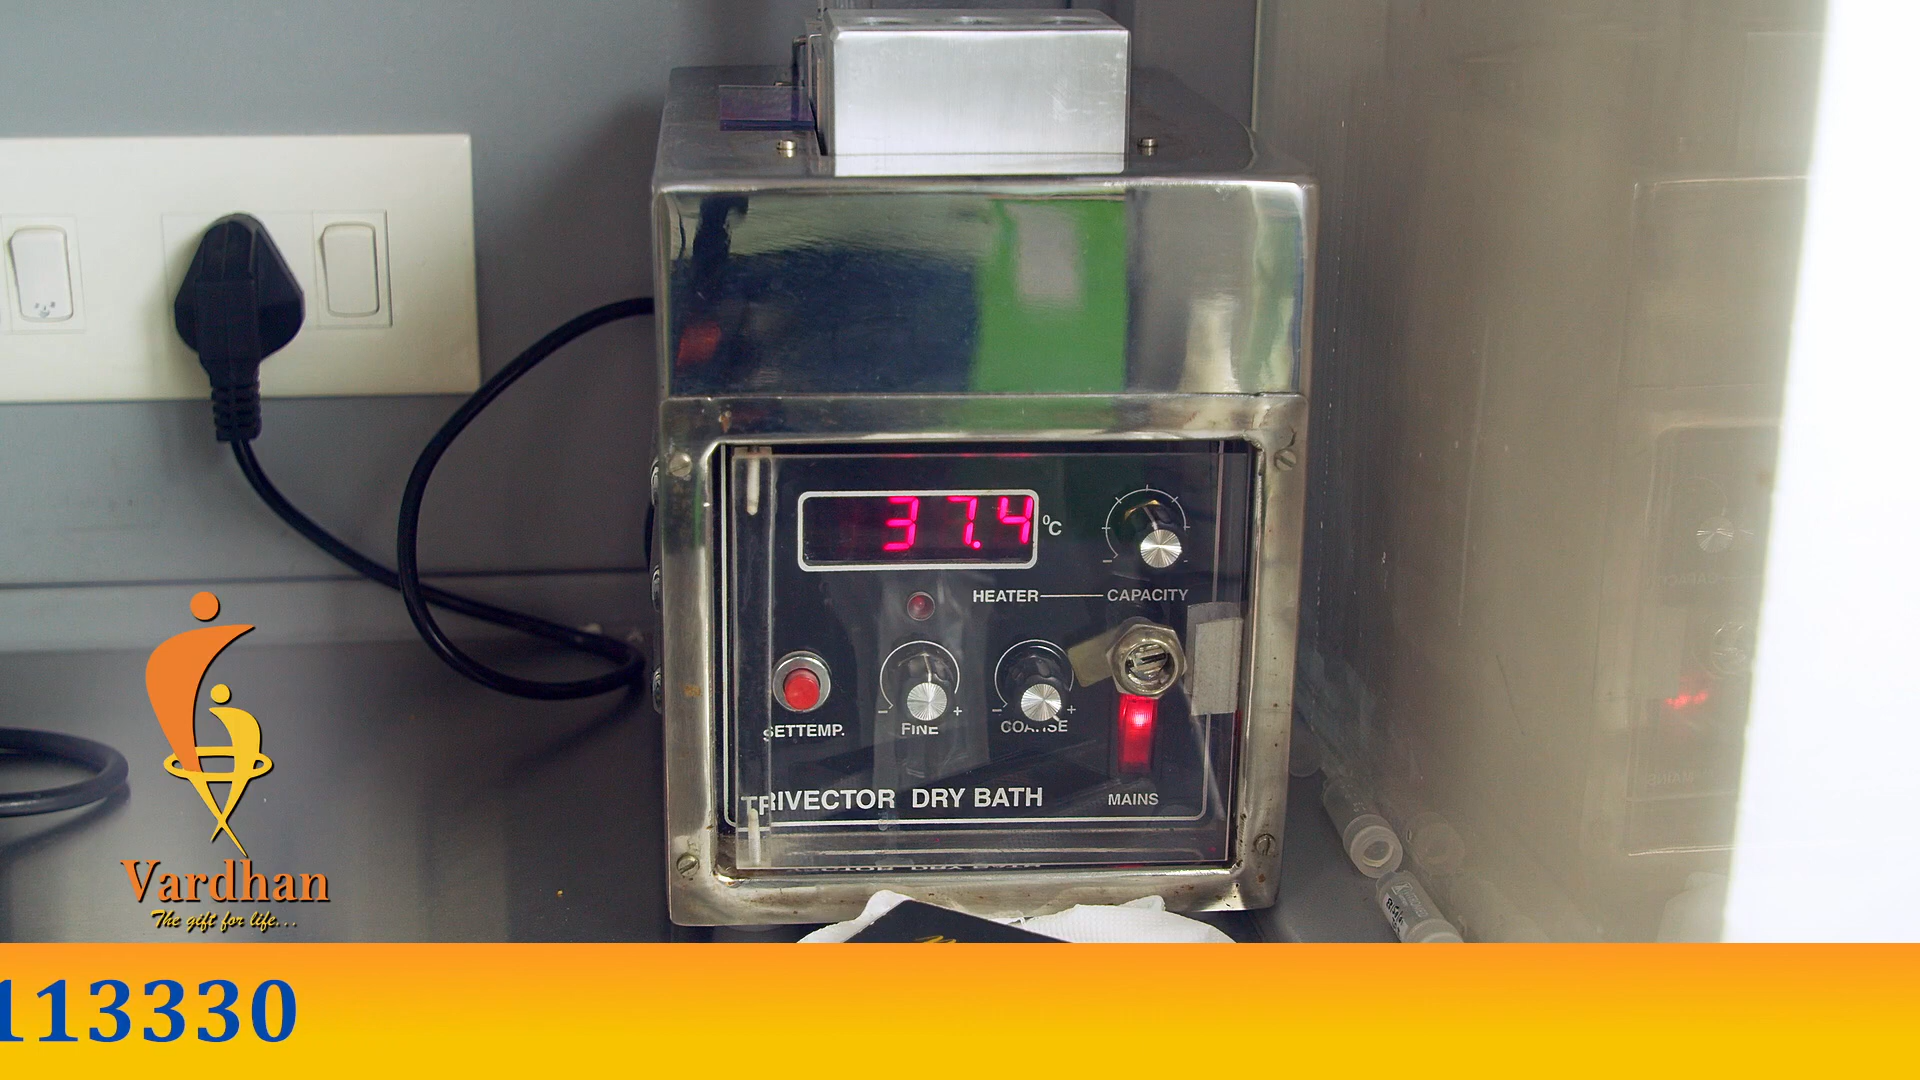 37.4 °C
HEATER CAPACITY
SETTEMP. FINE COARSE
TRIVECTOR DRY BATH MAINS
Vardhan
The gift for life...
113330